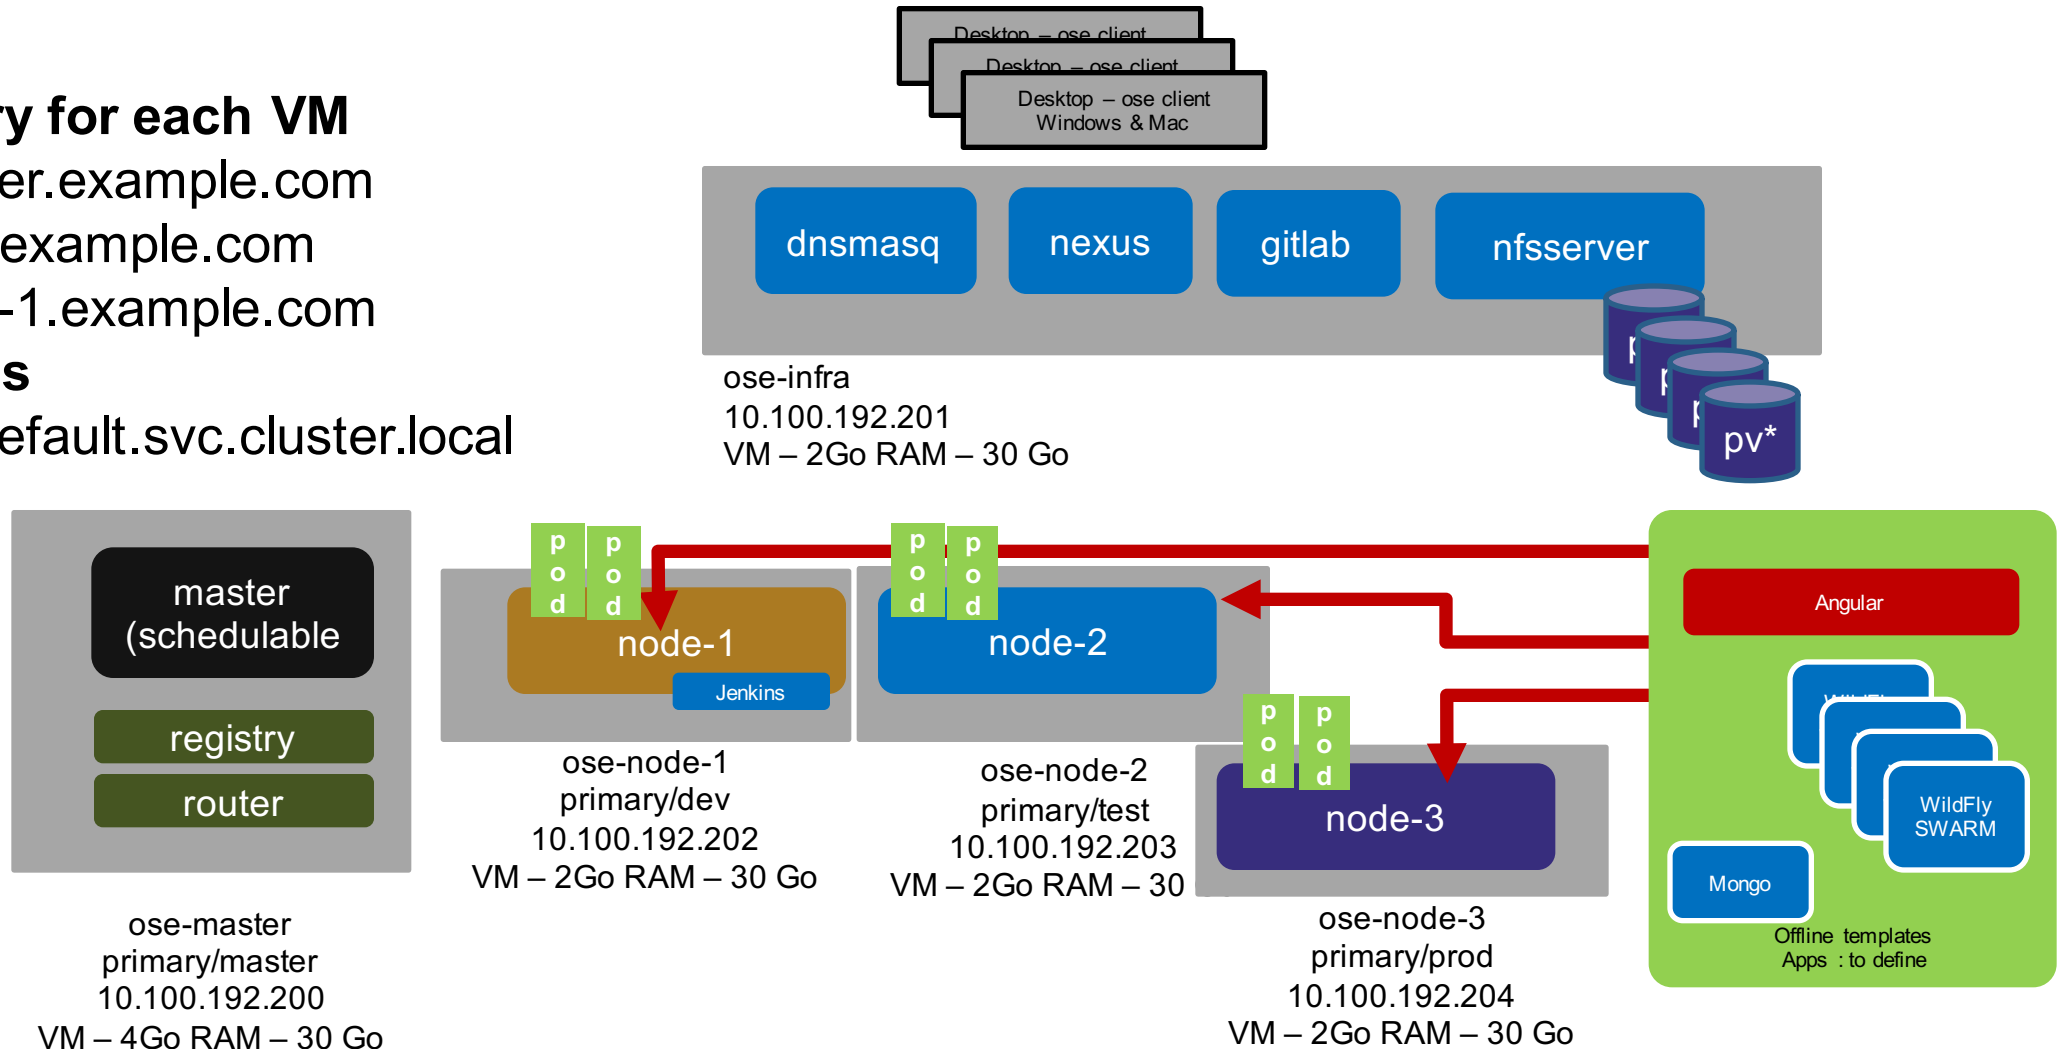 Desktop – ose client
Desktop – ose client
Desktop – ose client
Windows & Mac
ry for each VM
er.example.com
example.com
-1.example.com
s
efault.svc.cluster.local
dnsmasq
nexus
gitlab
nfsserver
p
p
p
pv*
ose-infra
10.100.192.201
VM – 2Go RAM – 30 Go
master
(schedulable
registry
router
ose-master
primary/master
10.100.192.200
VM – 4Go RAM – 30 Go
pod
pod
node-1
Jenkins
ose-node-1
primary/dev
10.100.192.202
VM – 2Go RAM – 30 Go
pod
pod
node-2
ose-node-2
primary/test
10.100.192.203
VM – 2Go RAM – 30
pod
pod
node-3
ose-node-3
primary/prod
10.100.192.204
VM – 2Go RAM – 30 Go
Angular
WildFly
SWARM
Mongo
Offline templates
Apps : to define